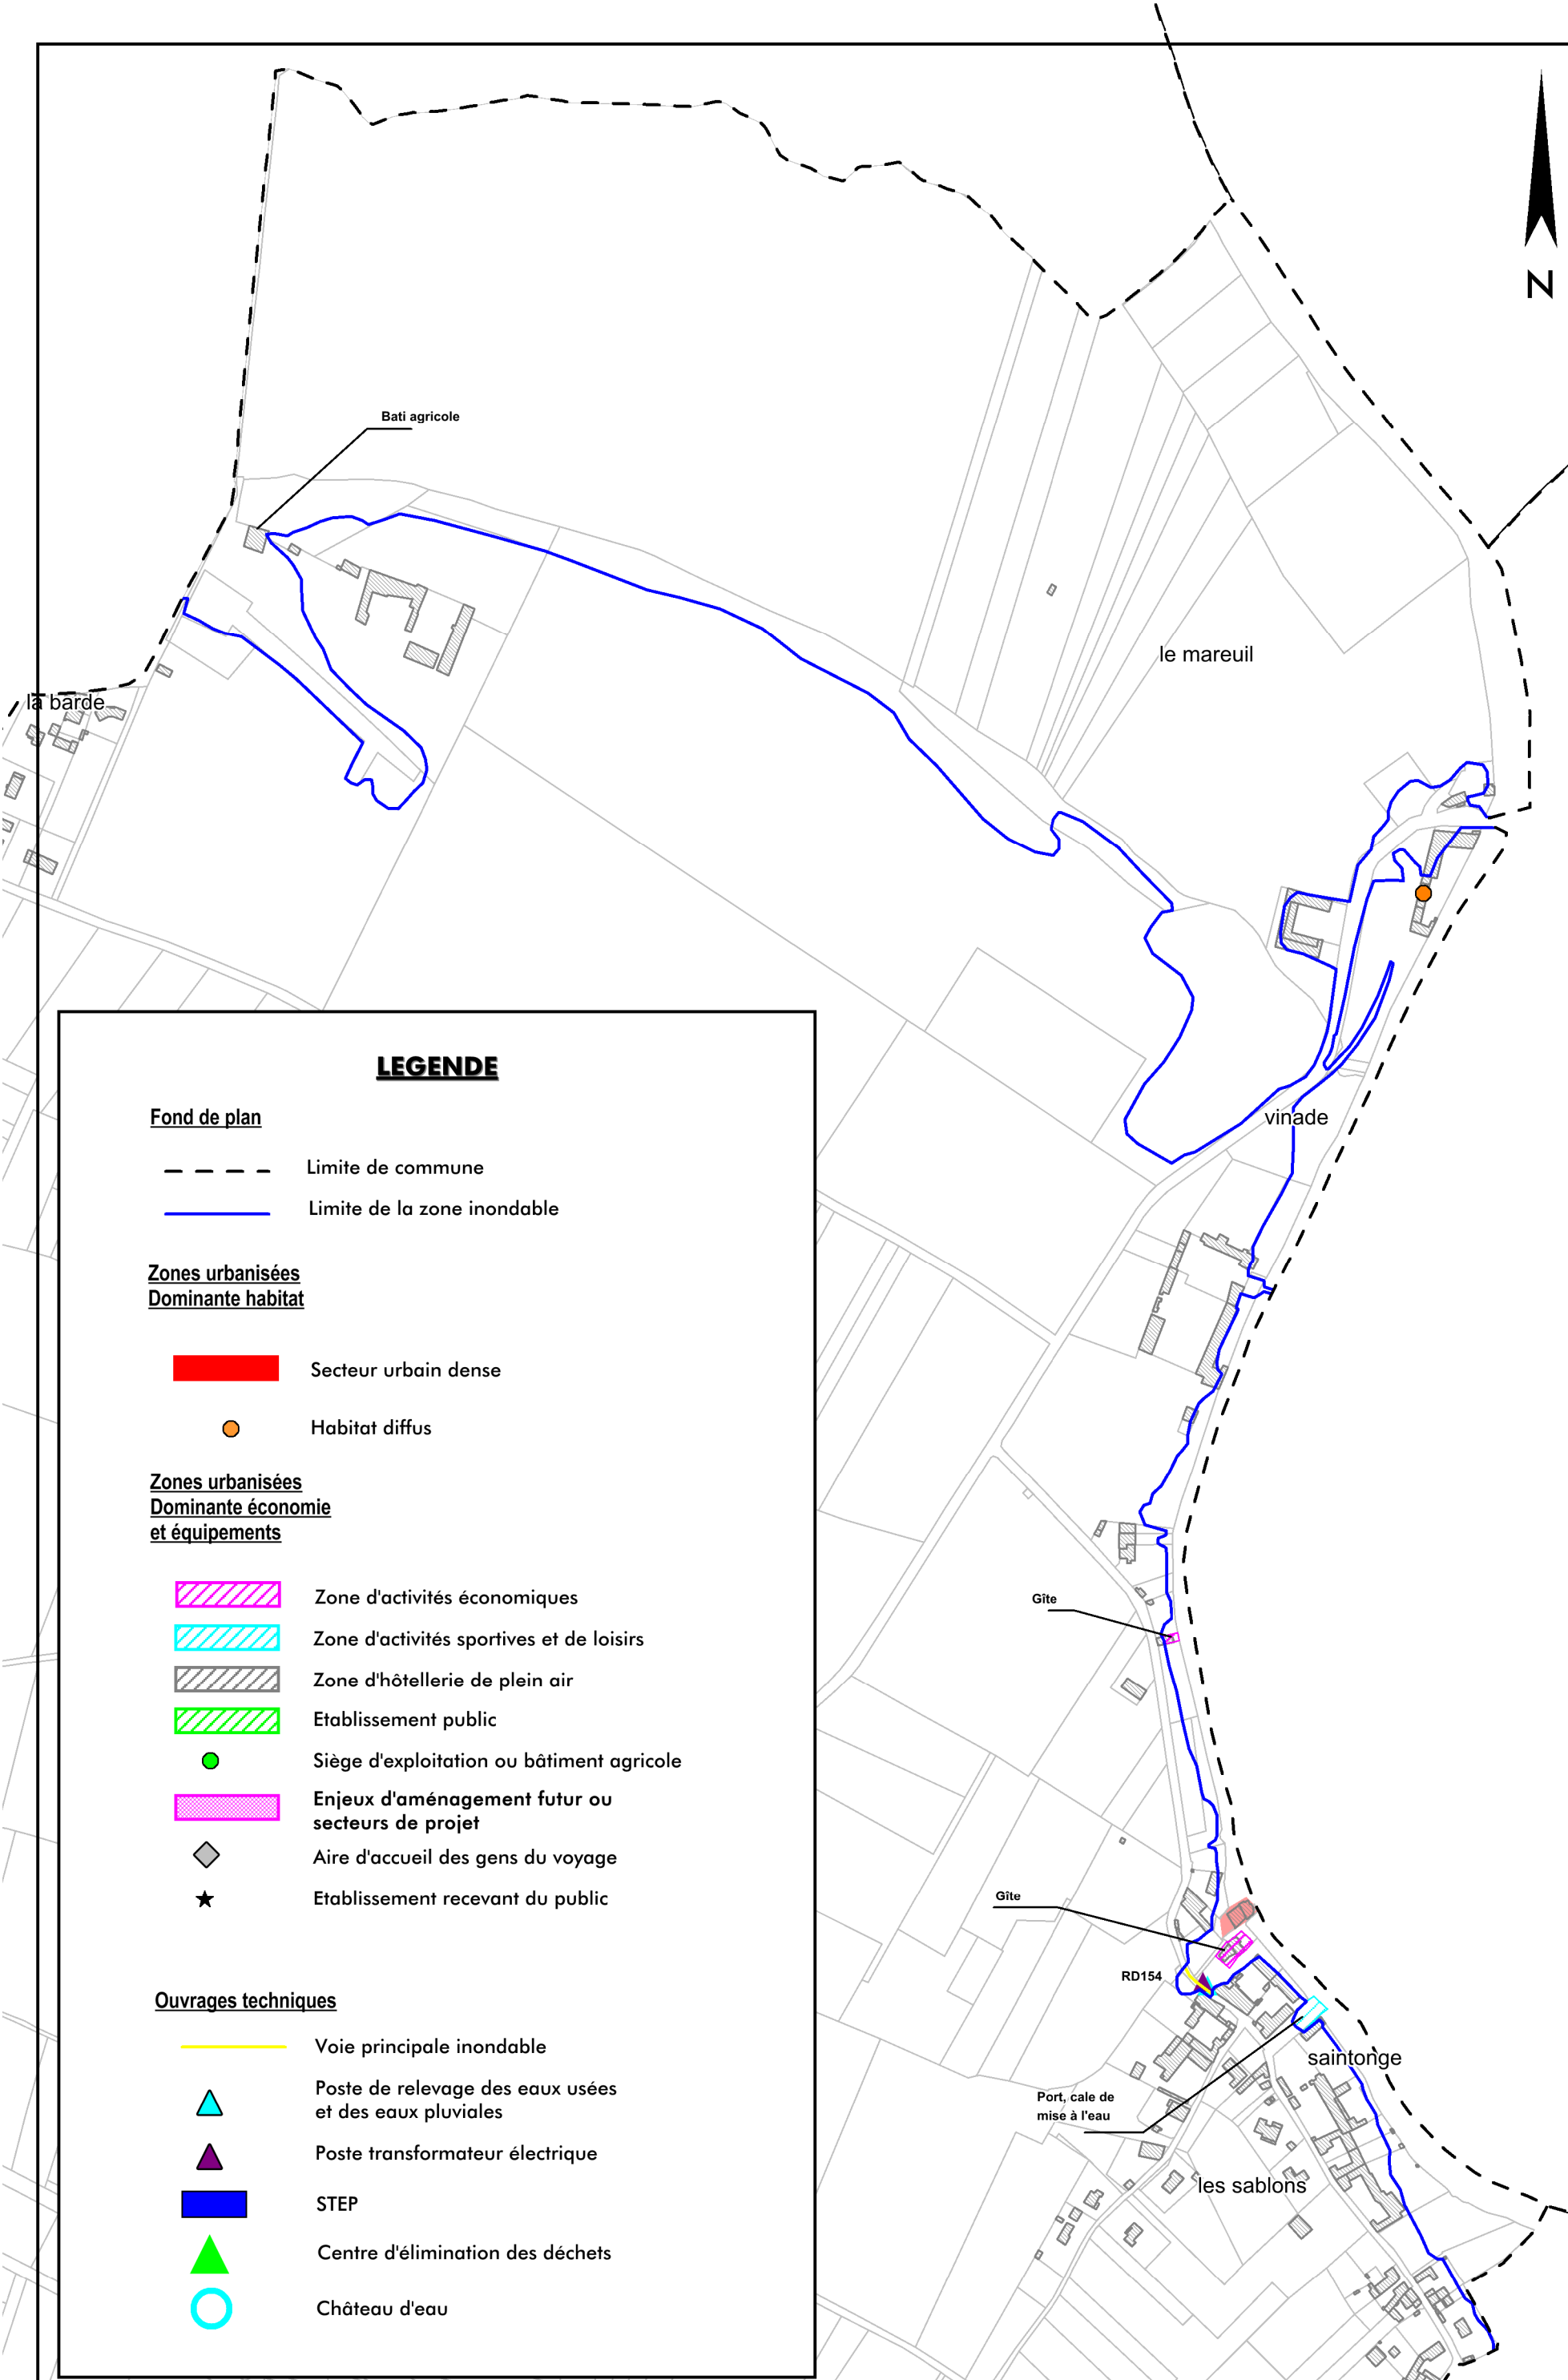 N
Bati agricole
le mareuil
la barde
vinade
Gîte
Gîte
RD154
saintonge
Port, cale de
mise à l'eau
les sablons
LEGENDE
Fond de plan
Limite de commune
Limite de la zone inondable
Zones urbanisées
Dominante habitat
Secteur urbain dense
Habitat diffus
Zones urbanisées
Dominante économie
et équipements
Zone d'activités économiques
Zone d'activités sportives et de loisirs
Zone d'hôtellerie de plein air
Etablissement public
Siège d'exploitation ou bâtiment agricole
Enjeux d'aménagement futur ou
secteurs de projet
Aire d'accueil des gens du voyage
Etablissement recevant du public
Ouvrages techniques
Voie principale inondable
Poste de relevage des eaux usées
et des eaux pluviales
Poste transformateur électrique
STEP
Centre d'élimination des déchets
Château d'eau